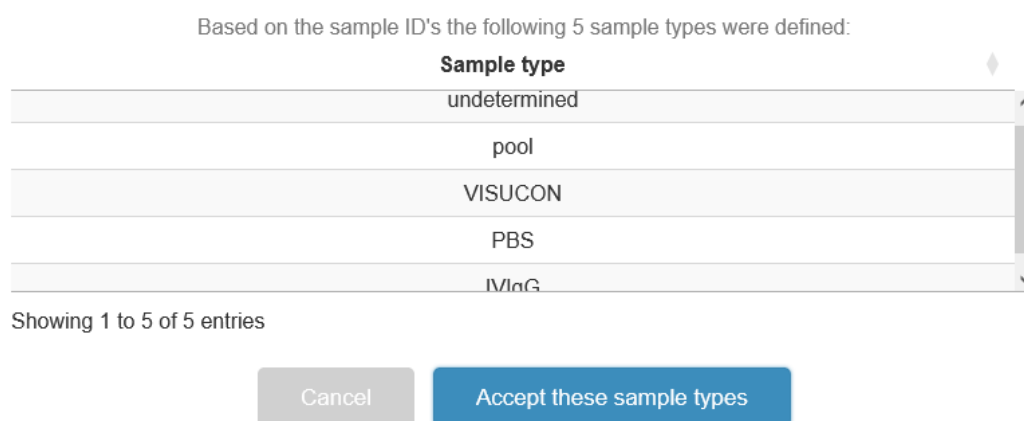 Based on the sample ID's the following 5 sample types were defined:
Sample type
undetermined
pool
VISUCON
PBS
IVIgG
Showing 1 to 5 of 5 entries
Cancel
Accept these sample types